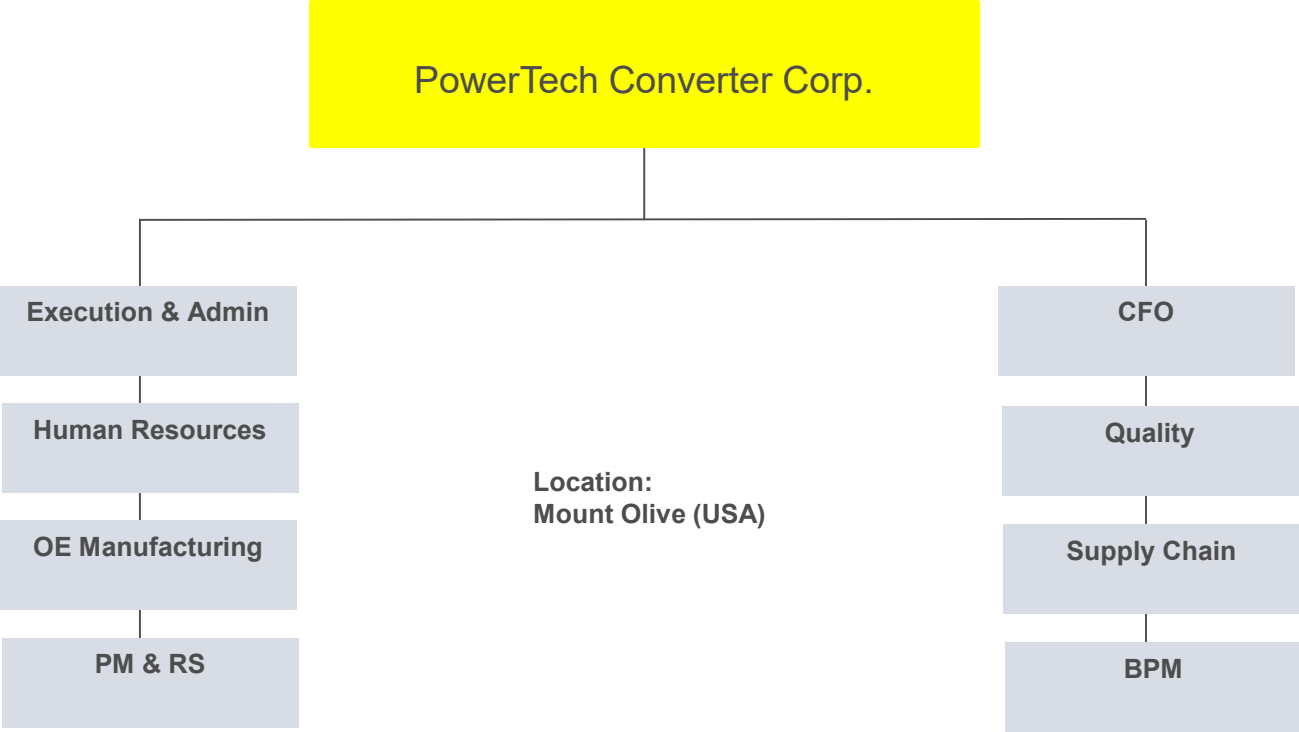 PowerTech Converter Corp.
Execution & Admin
CFO
Human Resources
Quality
Location:
Mount Olive (USA)
OE Manufacturing
Supply Chain
PM & RS
BPM